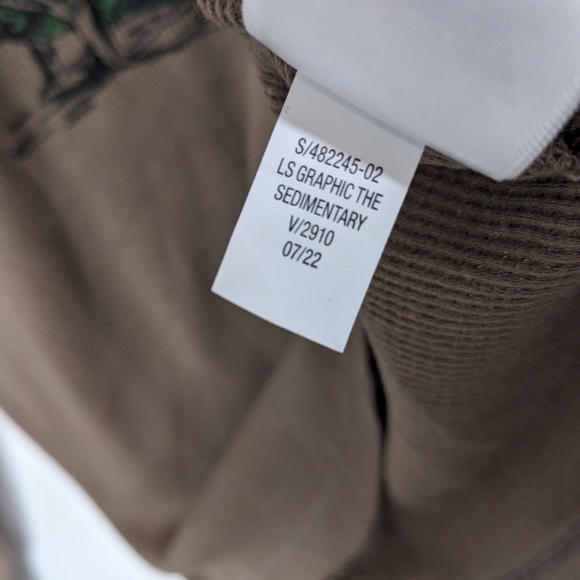 S/482245-02
LS GRAPHIC THE
SEDIMENTARY
V/2910
07/22